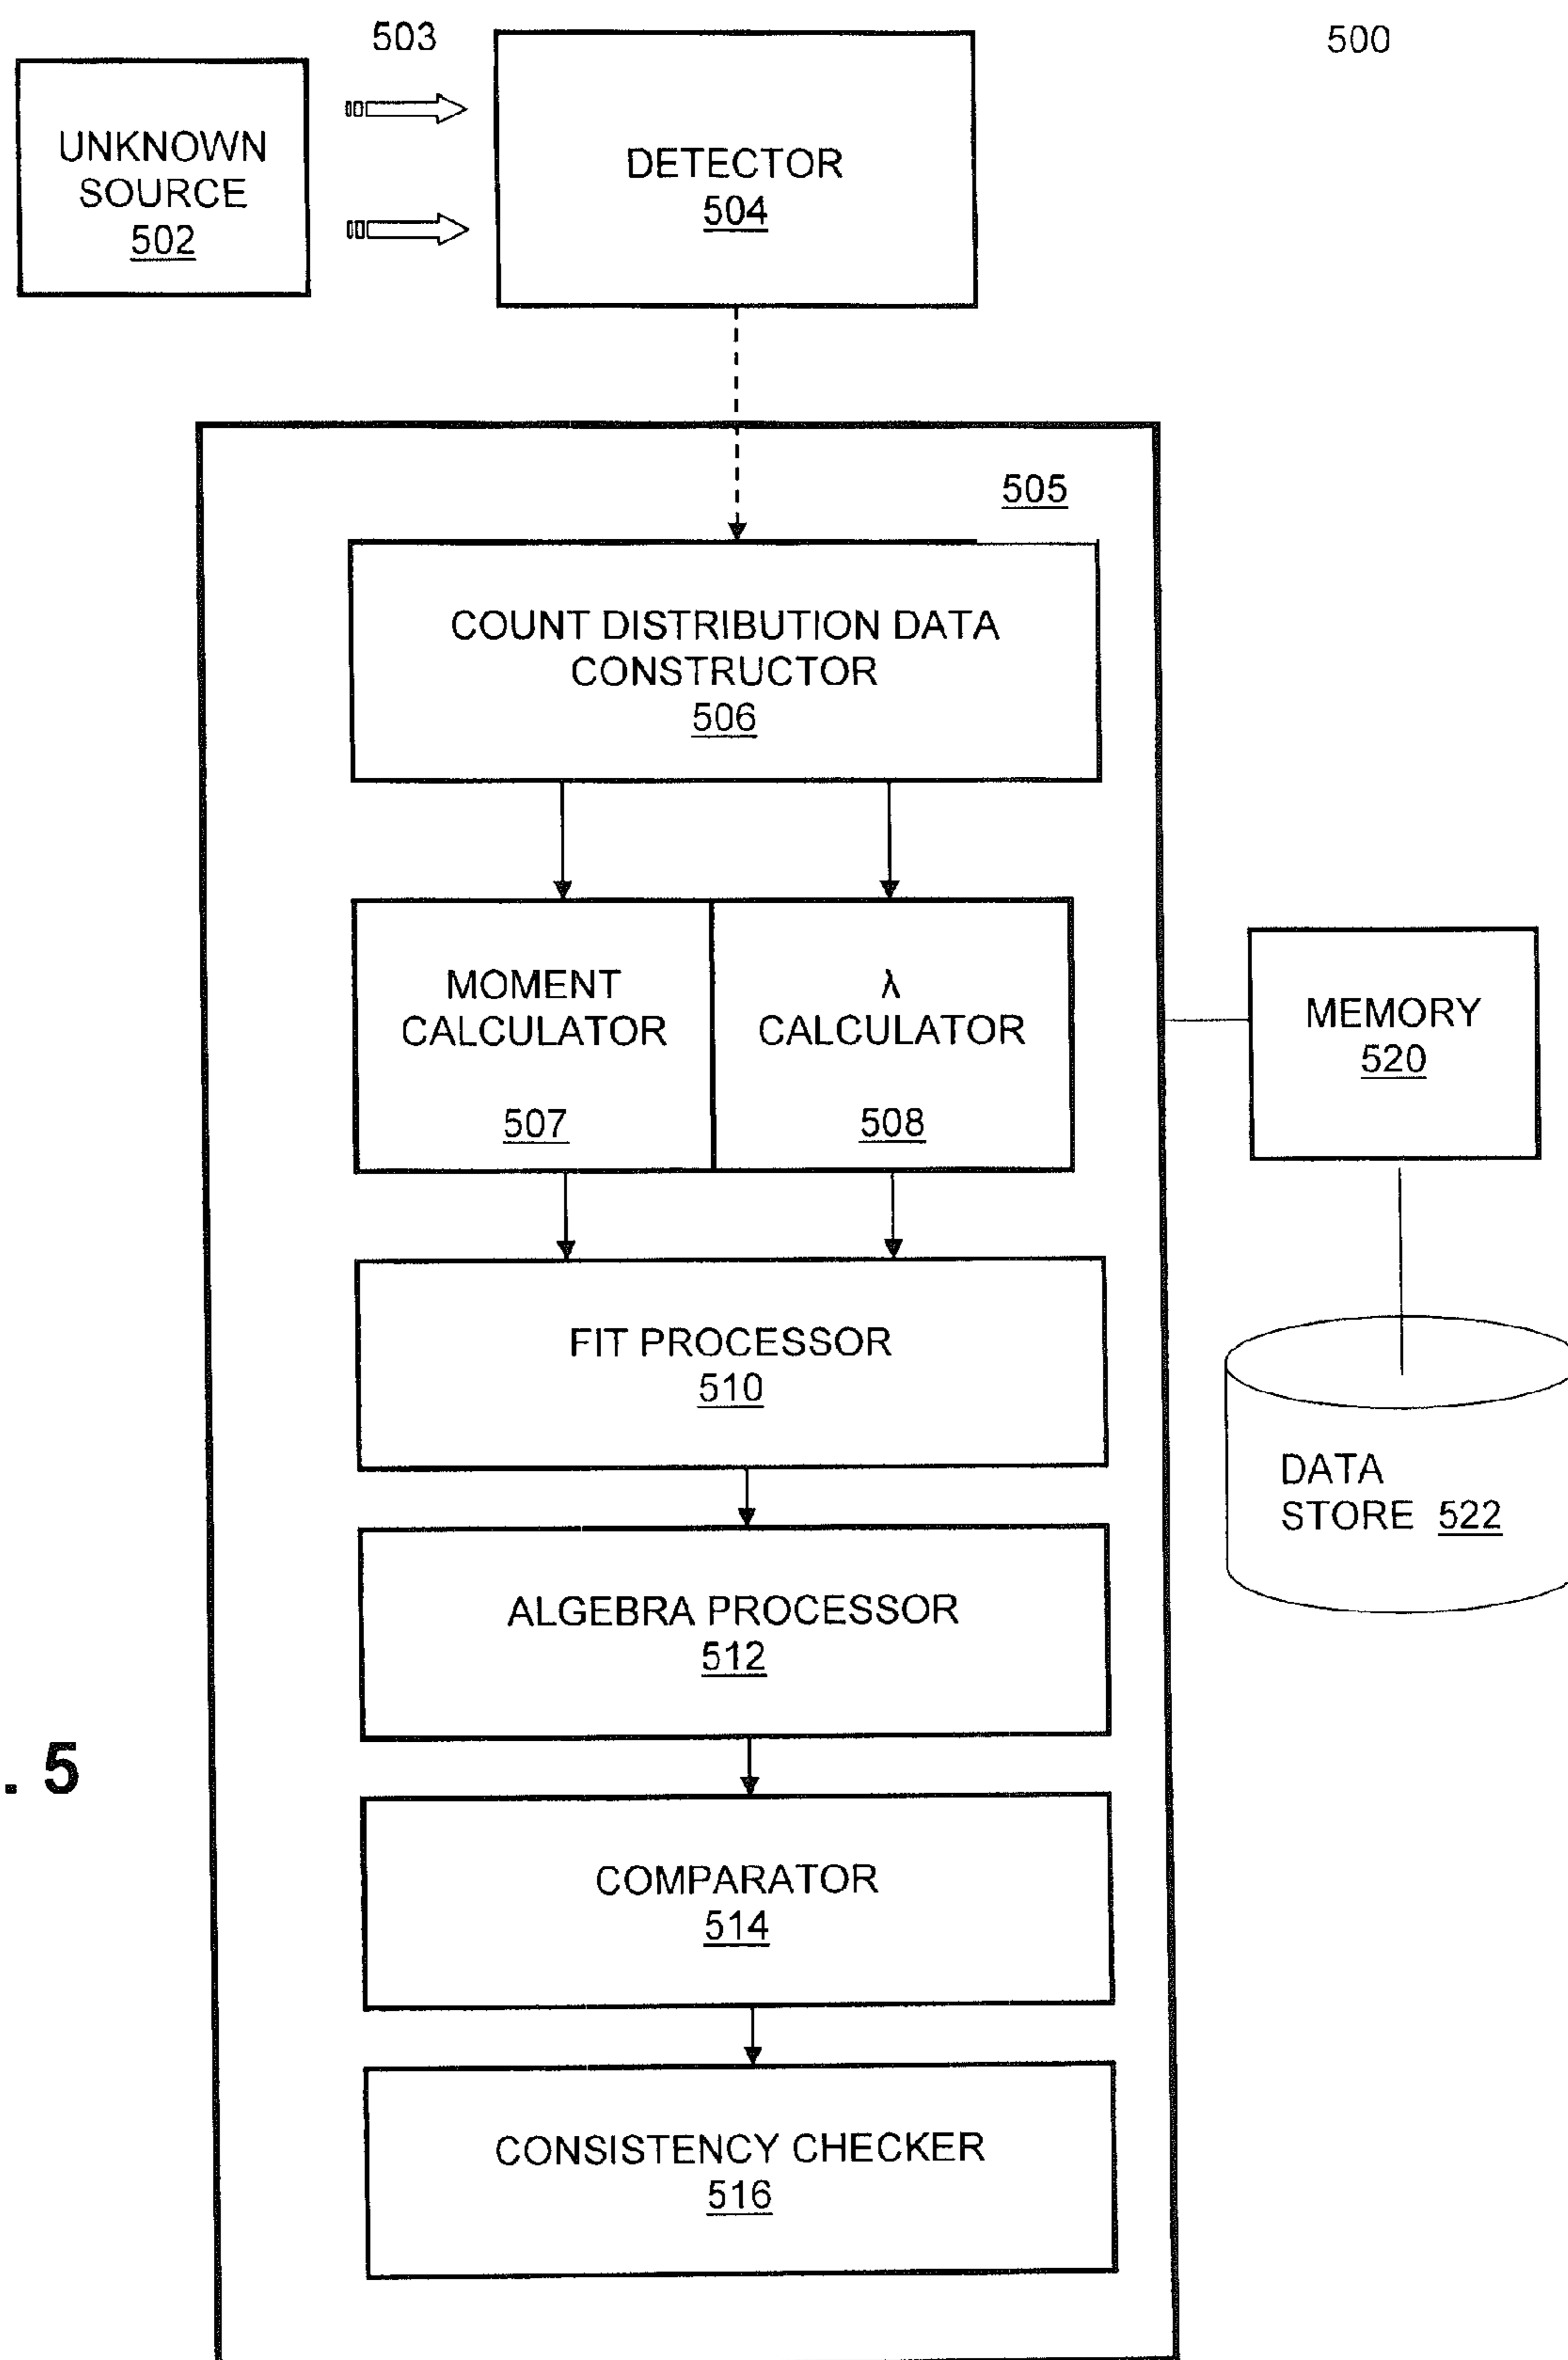 503
500
UNKNOWN
SOURCE
502
DETECTOR
504
505
COUNT DISTRIBUTION DATA
CONSTRUCTOR
506
MOMENT
CALCULATOR
507
λ
CALCULATOR
508
MEMORY
520
FIT PROCESSOR
510
DATA
STORE 522
ALGEBRA PROCESSOR
512
. 5
COMPARATOR
514
CONSISTENCY CHECKER
516